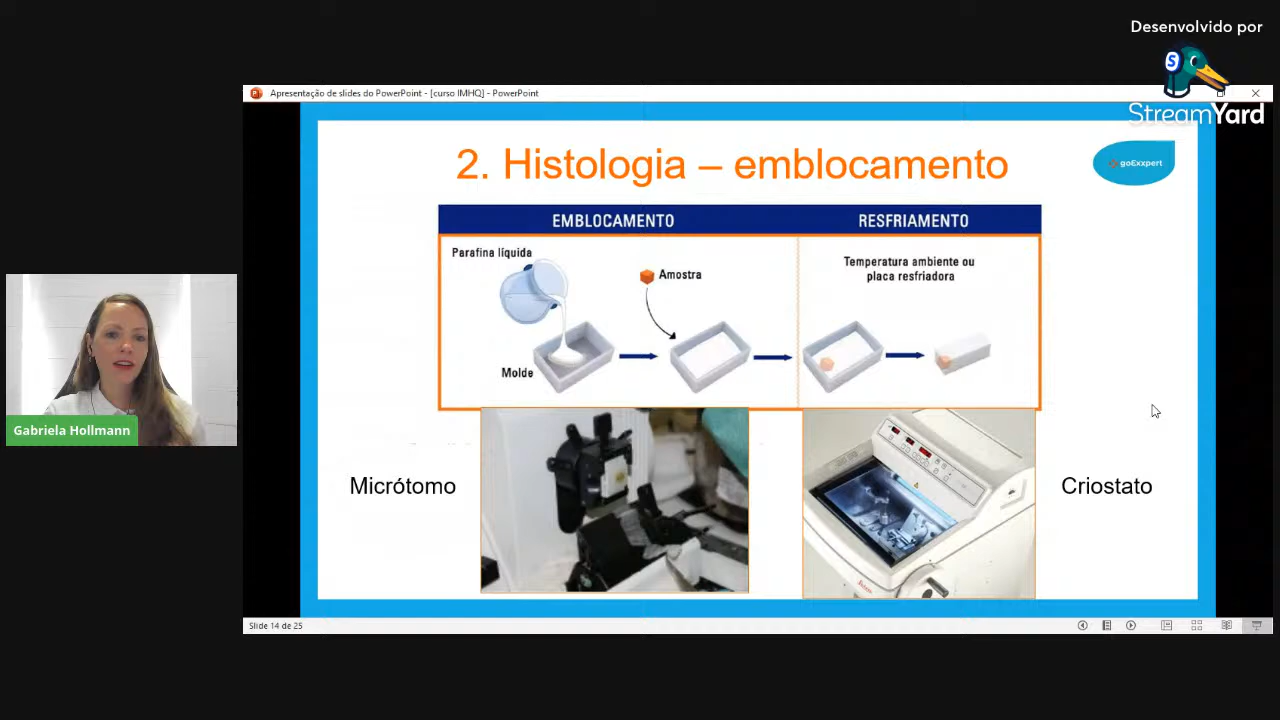 Desenvolvido por
StreamYard
Apresentação de slides do PowerPoint - [curso IMHQ] - PowerPoint
2. Histologia – emblocamento
goExxpert
EMBLOCAMENTO
RESFRIAMENTO
Parafina líquida
Amostra
Molde
Temperatura ambiente ou
placa resfriadora
Micrótomo
Criostato
Gabriela Hollmann
Slide 14 de 25